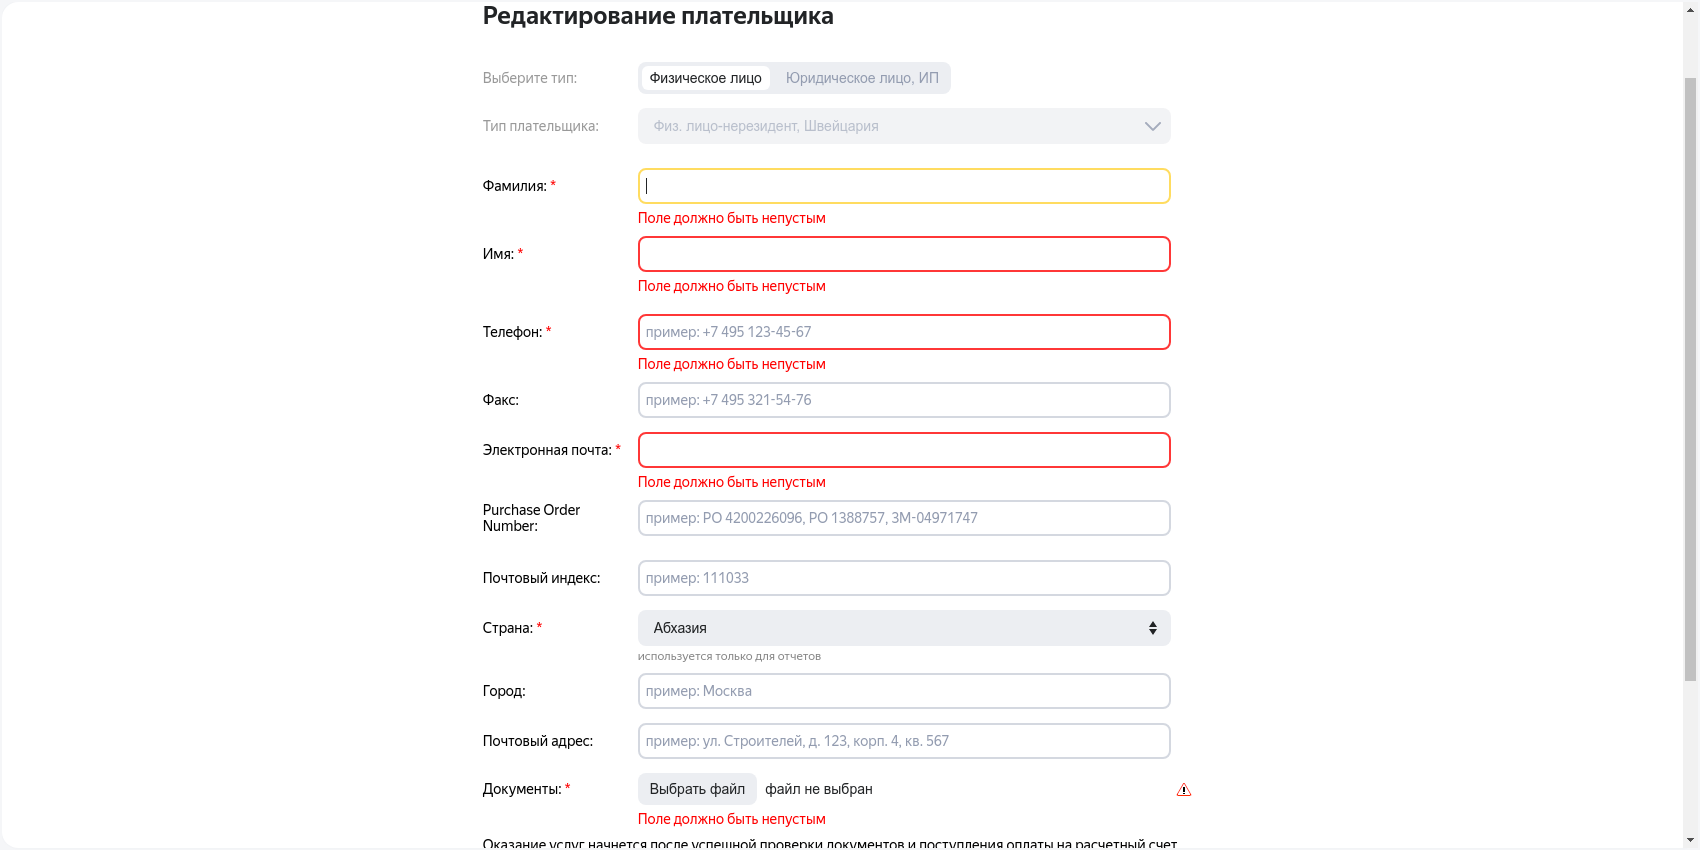 Редактирование плательщика
Выберите тип: Физическое лицо Юридическое лицо, ИП
Тип плательщика: Физ. лицо-нерезидент, Швейцария
Фамилия: *
Поле должно быть непустым
Имя: *
Поле должно быть непустым
Телефон: * пример: +7 495 123-45-67
Поле должно быть непустым
Факс: пример: +7 495 321-54-76
Электронная почта: *
Поле должно быть непустым
Purchase Order
Number:
пример: PO 4200226096, PO 1388757, ЗМ-04971747
Почтовый индекс: пример: 111033
Страна: * Абхазия
используется только для отчетов
Город: пример: Москва
Почтовый адрес: пример: ул. Строителей, д. 123, корп. 4, кв. 567
Документы: * Выбрать файл файл не выбран
Поле должно быть непустым
Оказание услуг начнется после успешной проверки документов и поступления оплаты на расчетный счет